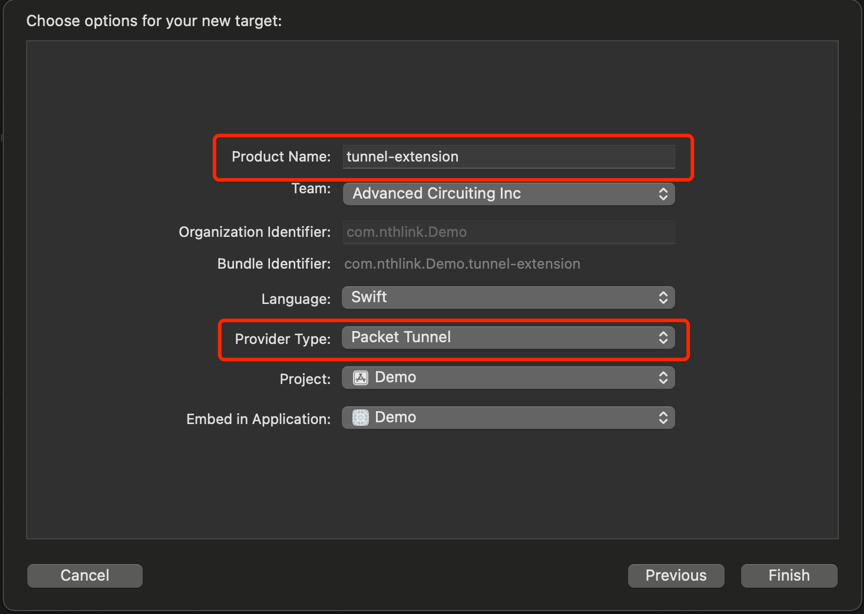 Choose options for your new target:
Product Name: tunnel-extension
Team: Advanced Circuiting Inc
Organization Identifier: com.nthlink.Demo
Bundle Identifier: com.nthlink.Demo.tunnel-extension
Language: Swift
Provider Type: Packet Tunnel
Project: Demo
Embed in Application: Demo
Cancel Previous Finish